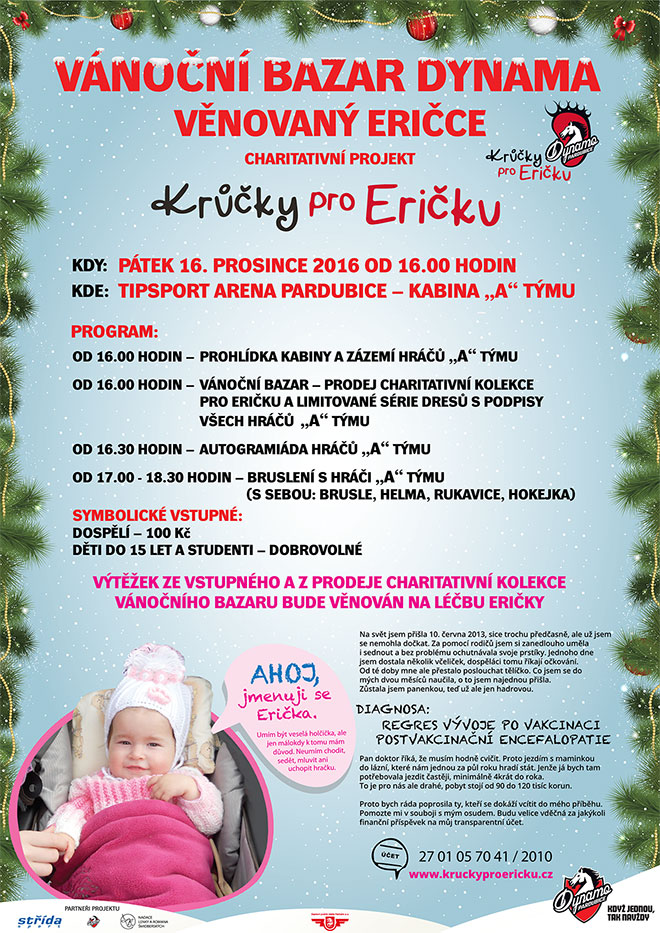 VÁNOČNÍ BAZAR DYNAMA
VĚNOVANÝ ERIČCE
CHARITATIVNÍ PROJEKT
Krůčky pro Eričku
Krůčky
pro Eričku
Dynamo
PARDUBICE
KDY: PÁTEK 16. PROSINCE 2016 OD 16.00 HODIN
KDE: TIPSPORT ARENA PARDUBICE – KABINA „A“ TÝMU
PROGRAM:
OD 16.00 HODIN – PROHLÍDKA KABINY A ZÁZEMÍ HRÁČŮ „A“ TÝMU
OD 16.00 HODIN – VÁNOČNÍ BAZAR – PRODEJ CHARITATIVNÍ KOLEKCE
PRO ERIČKU A LIMITOVANÉ SÉRIE DRESŮ S PODPISY
VŠECH HRÁČŮ „A“ TÝMU
OD 16.30 HODIN – AUTOGRAMIÁDA HRÁČŮ „A“ TÝMU
OD 17.00 - 18.30 HODIN – BRUSLENÍ S HRÁČI „A“ TÝMU
(S SEBOU: BRUSLE, HELMA, RUKAVICE, HOKEJKA)
SYMBOLICKÉ VSTUPNÉ:
DOSPĚLÍ – 100 Kč
DĚTI DO 15 LET A STUDENTI – DOBROVOLNÉ
VÝTĚŽEK ZE VSTUPNÉHO A Z PRODEJE CHARITATIVNÍ KOLEKCE
VÁNOČNÍHO BAZARU BUDE VĚNOVÁN NA LÉČBU ERIČKY
AHOJ,
jmenuji se
Erička.
Umím být veselá holčička, ale
jen málokdy k tomu mám
důvod. Neumím chodit,
sedět, mluvit ani
uchopit hračku.
Na svět jsem přišla 10. června 2013, sice trochu předčasně, ale už jsem
se nemohla dočkat. Za pomocí rodičů jsem si zanedlouho uměla
i sednout a bez problému ochutnávala svoje prstíky. Jednoho dne
jsem dostala několik včeliček, dospěláci tomu říkají očkování.
Od té doby mne ale přestalo poslouchat tělíčko. Co jsem se do
mých dvou měsíců naučila, o to jsem najednou přišla.
Zůstala jsem panenkou, teď už ale jen hadrovou.
DIAGNOSA:
REGRES VÝVOJE PO VAKCINACI
POSTVAKCINAČNÍ ENCEFALOPATIE
Pan doktor říká, že musím hodně cvičit. Proto jezdím s maminkou
do lázní, které nám jednou za půl roku hradí stát. Jenže já bych tam
potřebovala jezdit častěji, minimálně 4krát do roka.
To je pro nás ale drahé, pobyt stojí od 90 do 120 tisíc korun.
Proto bych ráda poprosila ty, kteří se dokáží vcítit do mého příběhu.
Pomozte mi v souboji s mým osudem. Budu velice vděčná za jakýkoli
finanční příspěvek na můj transparentní účet.
ÚČET 27 01 05 70 41 / 2010
www.kruckyproericku.cz
PARTNEŘI PROJEKTU
střída
sport
NADACE
Dynamo
PARDUBICE
KDYŽ JEDNOU,
TAK NAVŽDY